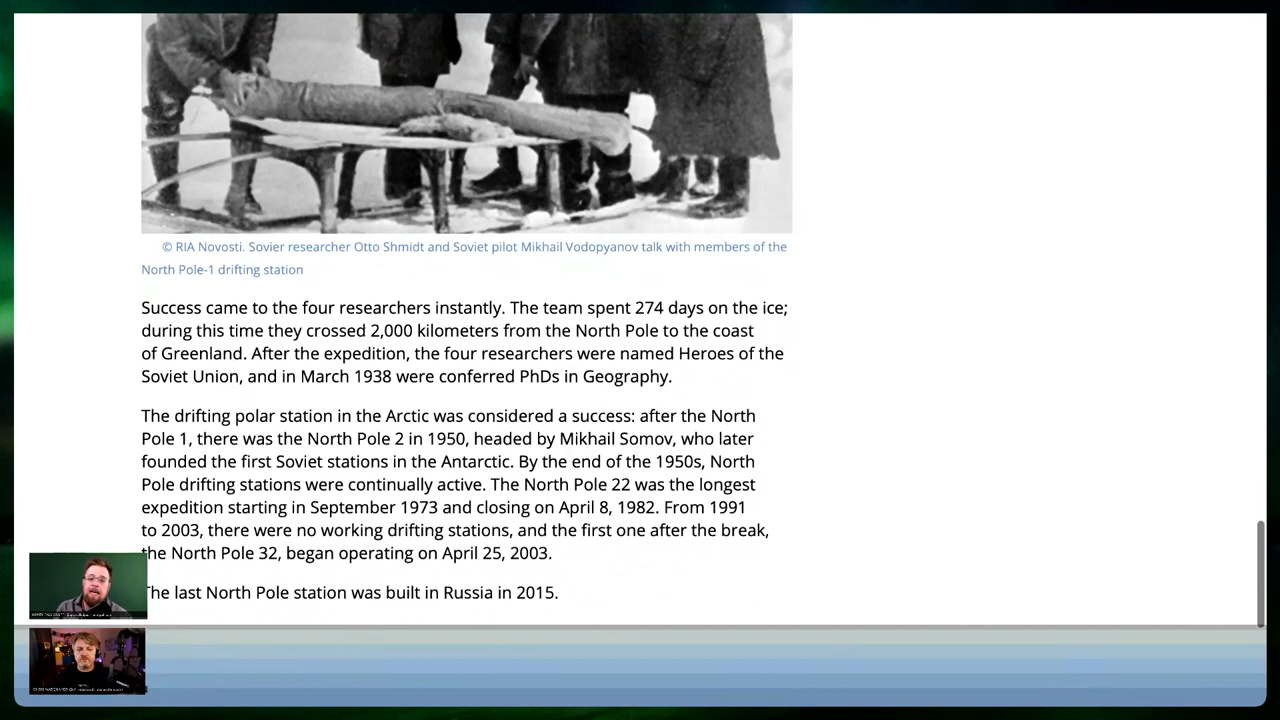 © RIA Novosti. Sovier researcher Otto Shmidt and Soviet pilot Mikhail Vodopyanov talk with members of the
North Pole-1 drifting station
Success came to the four researchers instantly. The team spent 274 days on the ice;
during this time they crossed 2,000 kilometers from the North Pole to the coast
of Greenland. After the expedition, the four researchers were named Heroes of the
Soviet Union, and in March 1938 were conferred PhDs in Geography.
The drifting polar station in the Arctic was considered a success: after the North
Pole 1, there was the North Pole 2 in 1950, headed by Mikhail Somov, who later
founded the first Soviet stations in the Antarctic. By the end of the 1950s, North
Pole drifting stations were continually active. The North Pole 22 was the longest
expedition starting in September 1973 and closing on April 8, 1982. From 1991
to 2003, there were no working drifting stations, and the first one after the break,
the North Pole 32, began operating on April 25, 2003.
The last North Pole station was built in Russia in 2015.